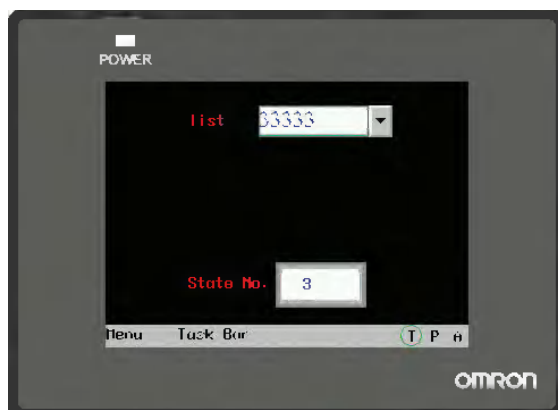 POWER
list 33333
State No. 3
Menu Task Bar T P A
OMRON